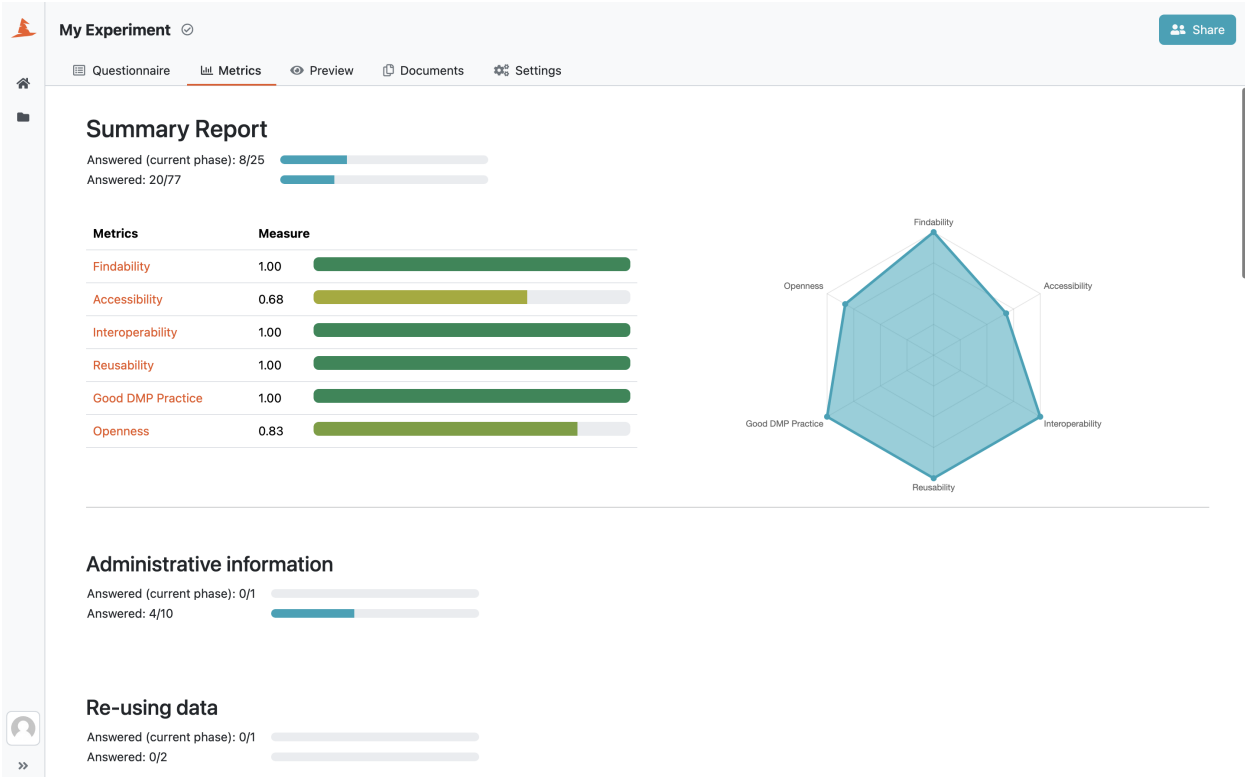 My Experiment
Share
Questionnaire
Metrics
Preview
Documents
Settings
Summary Report
Answered (current phase): 8/25
Answered: 20/77
Metrics Measure
Findability 1.00
Accessibility 0.68
Interoperability 1.00
Reusability 1.00
Good DMP Practice 1.00
Openness 0.83
Findability
Openness
Accessibility
Good DMP Practice
Interoperability
Reusability
Administrative information
Answered (current phase): 0/1
Answered: 4/10
Re-using data
Answered (current phase): 0/1
Answered: 0/2